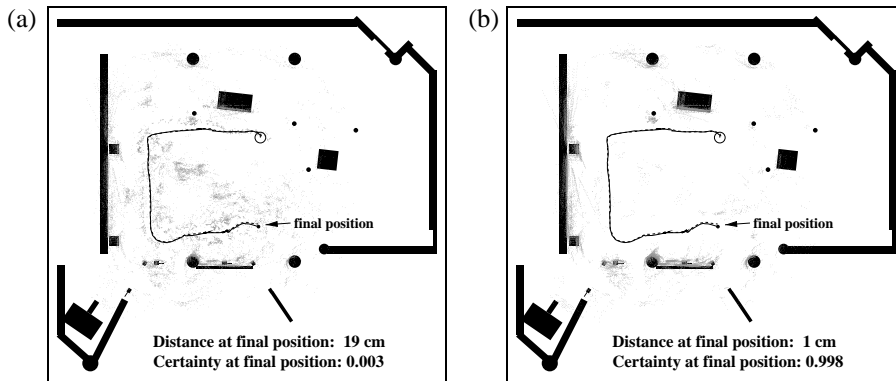 (a)
final position
Distance at final position: 19 cm
Certainty at final position: 0.003
(b)
final position
Distance at final position: 1 cm
Certainty at final position: 0.998